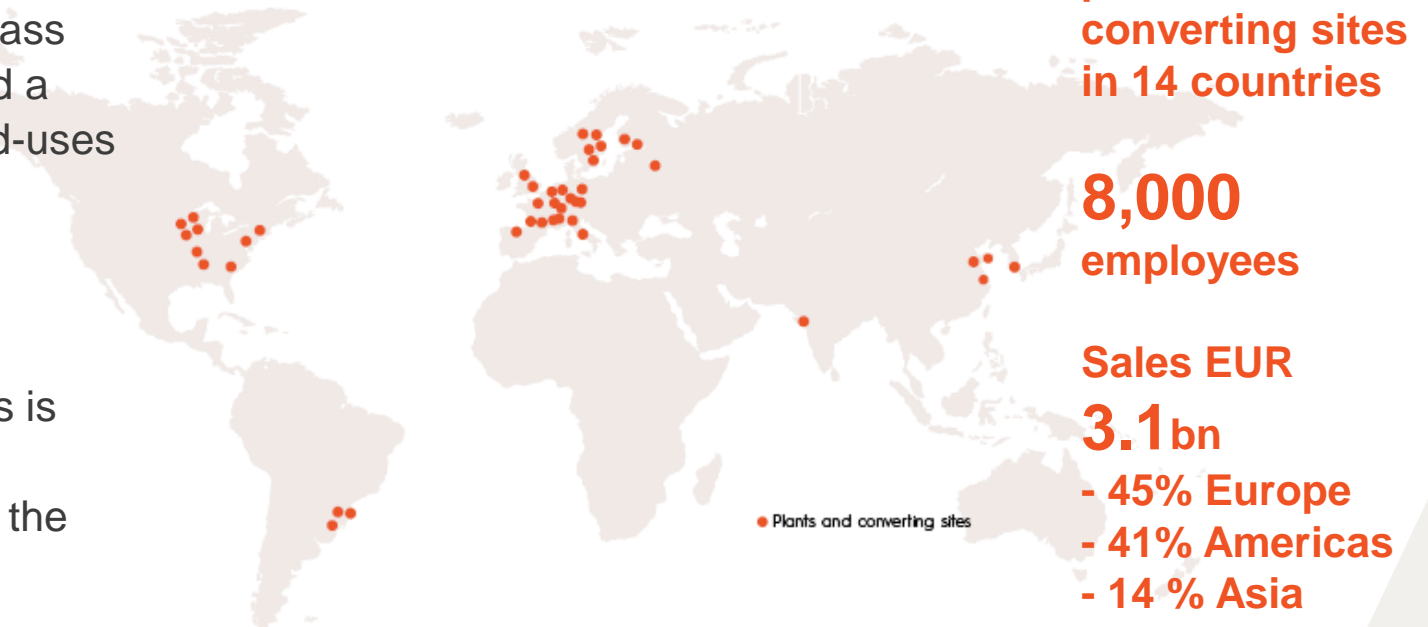 ass
d a
d-uses
s is
the
Plants and converting sites
converting sites
in 14 countries
8,000
employees
Sales EUR
3.1bn
- 45% Europe
- 41% Americas
- 14 % Asia